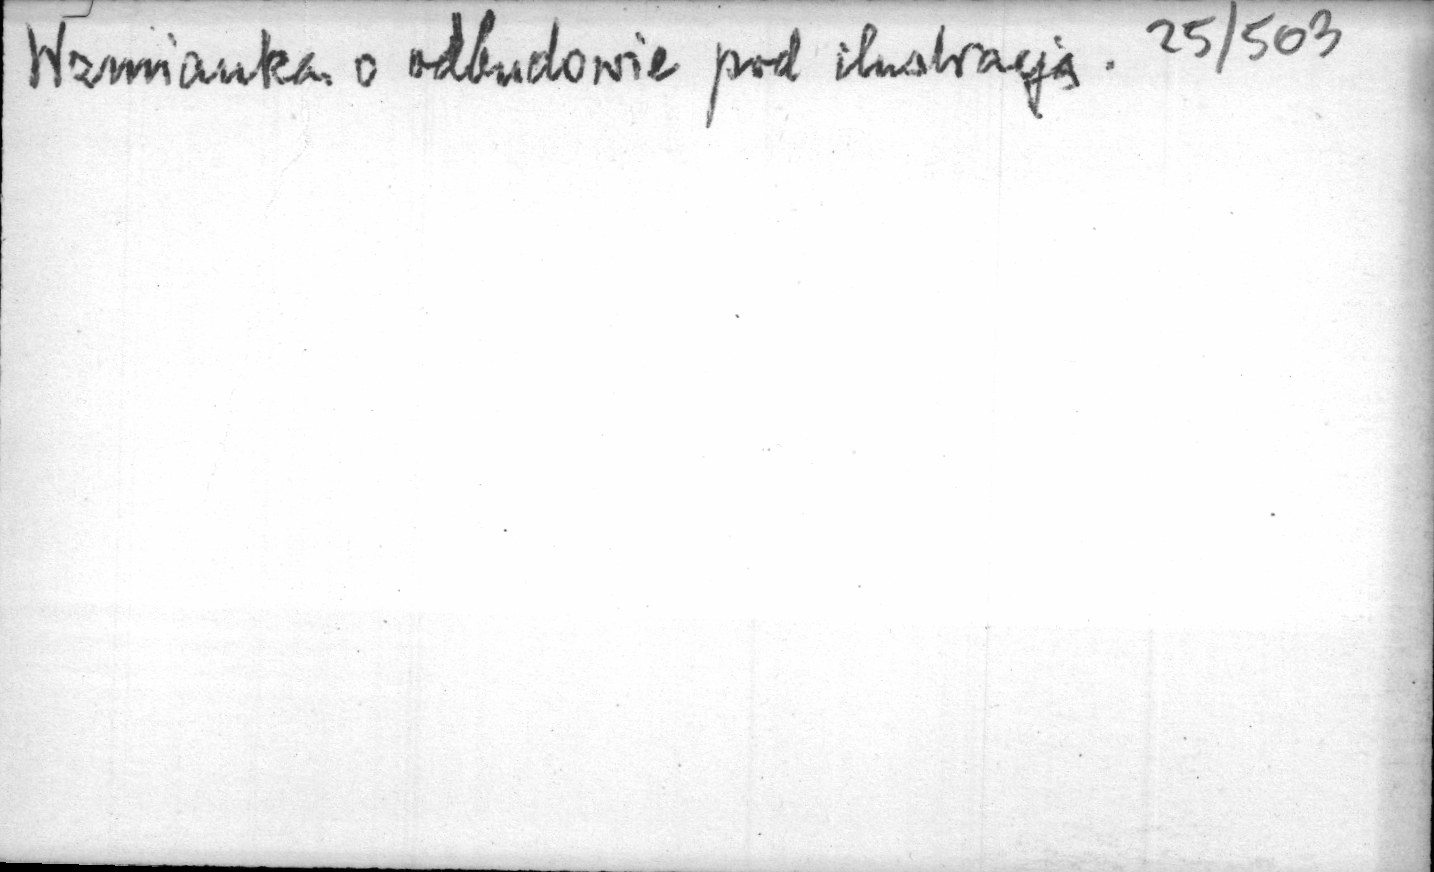 Wzmianka o odbudowie pod ilustracją. 25/503